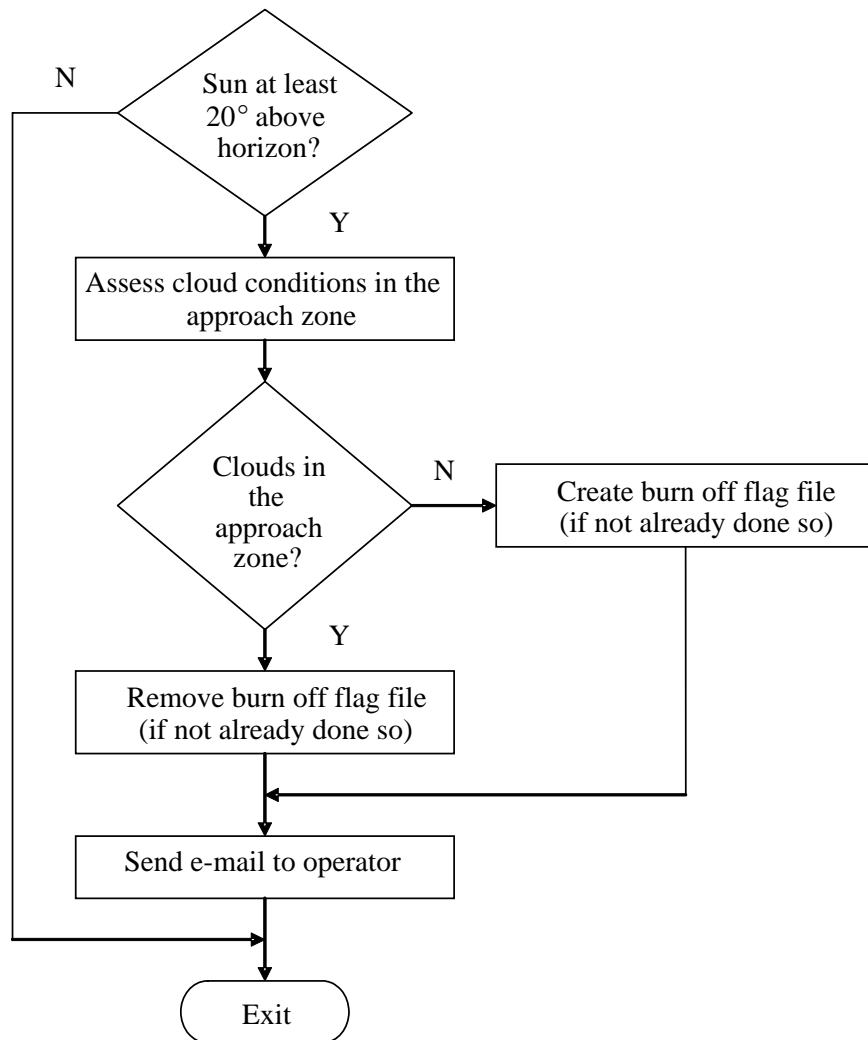 N
Sun at least
20° above
horizon?
Y
Assess cloud conditions in the
approach zone
Clouds in
the
approach
zone?
N
Create burn off flag file
(if not already done so)
Y
Remove burn off flag file
(if not already done so)
Send e-mail to operator
Exit